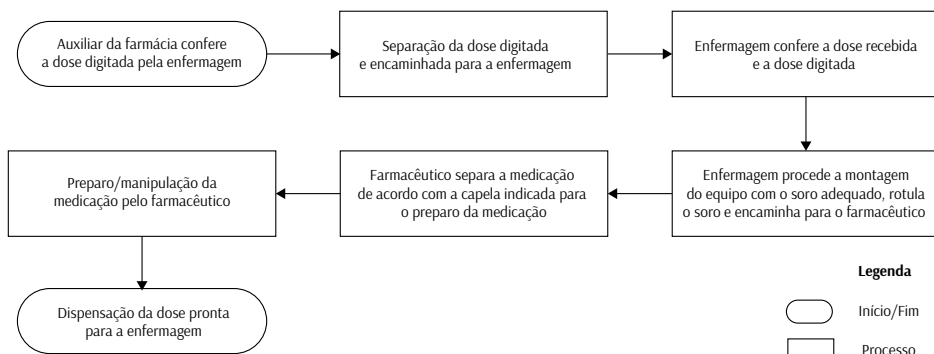 Auxiliar da farmácia confere
a dose digitada pela enfermagem
Separação da dose digitada
e encaminhada para a enfermagem
Enfermagem confere a dose recebida
e a dose digitada
Enfermagem procede a montagem
do equipo com o soro adequado, rotula
o soro e encaminha para o farmacêutico
Farmacêutico separa a medicação
de acordo com a capela indicada para
o preparo da medicação
Preparo/manipulação da
medicação pelo farmacêutico
Dispensação da dose pronta
para a enfermagem
Legenda
Início/Fim
Processo